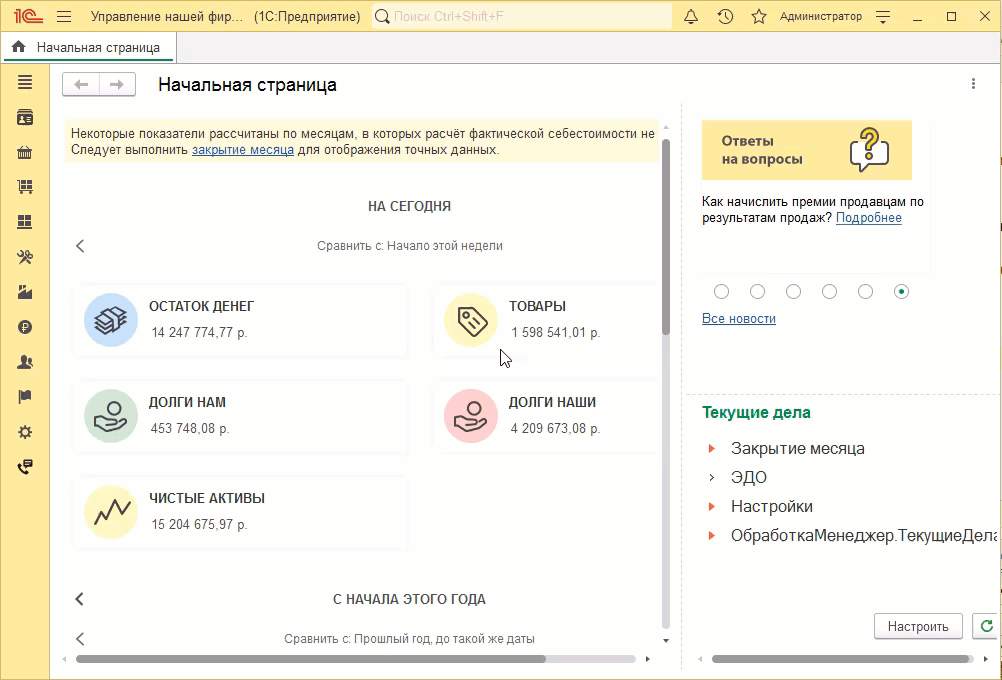 1С Управление нашей фир... (1С:Предприятие) Поиск Ctrl+Shift+F Администратор
Начальная страница
Начальная страница
Некоторые показатели рассчитаны по месяцам, в которых расчёт фактической себестоимости не
Следует выполнить закрытие месяца для отображения точных данных.
НА СЕГОДНЯ
Сравнить с: Начало этой недели
ОСТАТОК ДЕНЕГ
14 247 774,77 р.
ТОВАРЫ
1 598 541,01 р.
ДОЛГИ НАМ
453 748,08 р.
ДОЛГИ НАШИ
4 209 673,08 р.
ЧИСТЫЕ АКТИВЫ
15 204 675,97 р.
С НАЧАЛА ЭТОГО ГОДА
Сравнить с: Прошлый год, до такой же даты
Ответы
на вопросы
Как начислить премии продавцам по
результатам продаж? Подробнее
Все новости
Текущие дела
Закрытие месяца
ЭДО
Настройки
ОбработкаМенеджер.ТекущиеДела
Настроить